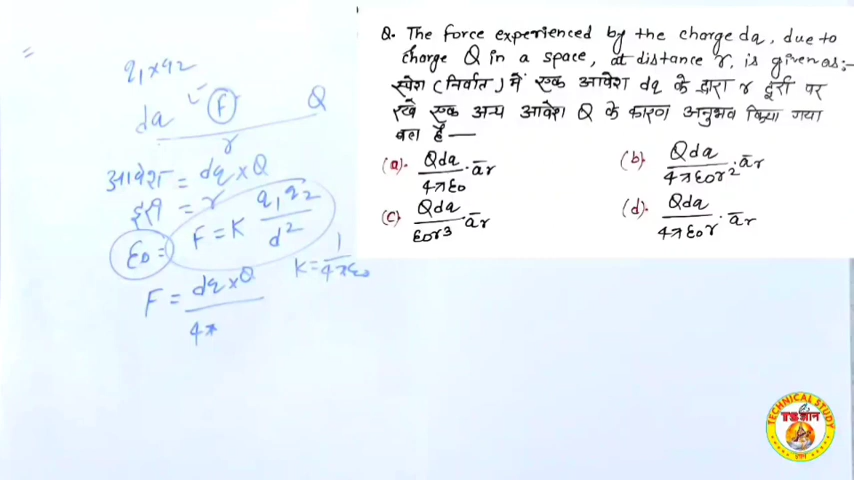 q₁×q₂
dq F Q
r
आवेश = dq×Q
दूरी = r
ε₀ = F = K q₁q₂/d²
K = 1/4πε₀
F = dq×Q/4π
Q. The force experienced by the charge dq, due to
charge Q in a space, at distance r, is given as:-
स्पेश (निर्वात) में एक आवेश dq के द्वारा r दूरी पर
रखे एक अन्य आवेश Q के कारण अनुभव किया गया
बल है —
(a). Qdq/4πε₀ · ār (b). Qdq/4πε₀r² · ār
(c). Qdq/ε₀r³ · ār (d). Qdq/4πε₀r · ār
TECHNICAL STUDY
TSज्ञान